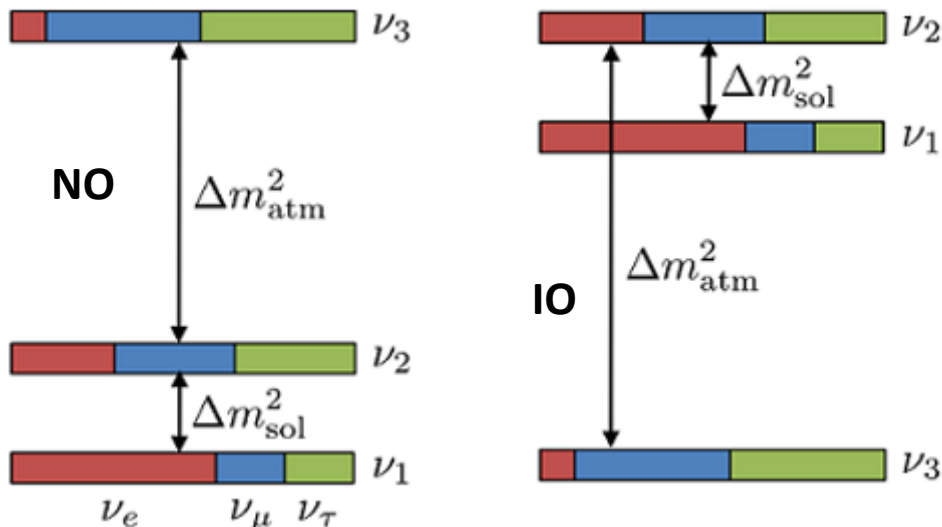 ν₃
NO
Δm²atm
ν₂
Δm²sol
ν₁
νe νμ ντ
ν₂
Δm²sol
ν₁
Δm²atm
IO
ν₃